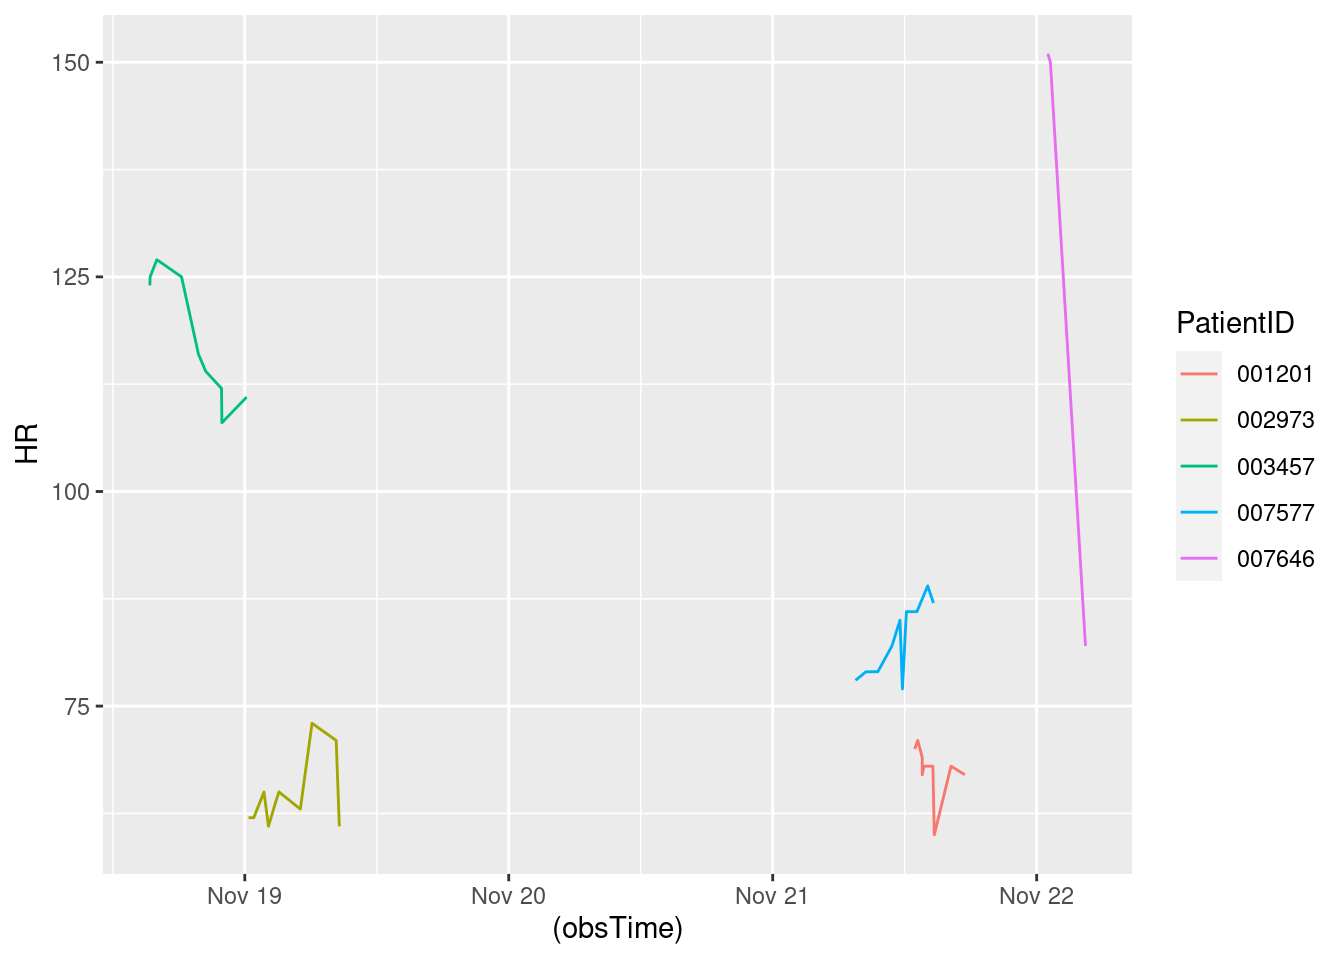 150
125
100
75
HR
Nov 19
Nov 20
Nov 21
Nov 22
(obsTime)
PatientID
001201
002973
003457
007577
007646